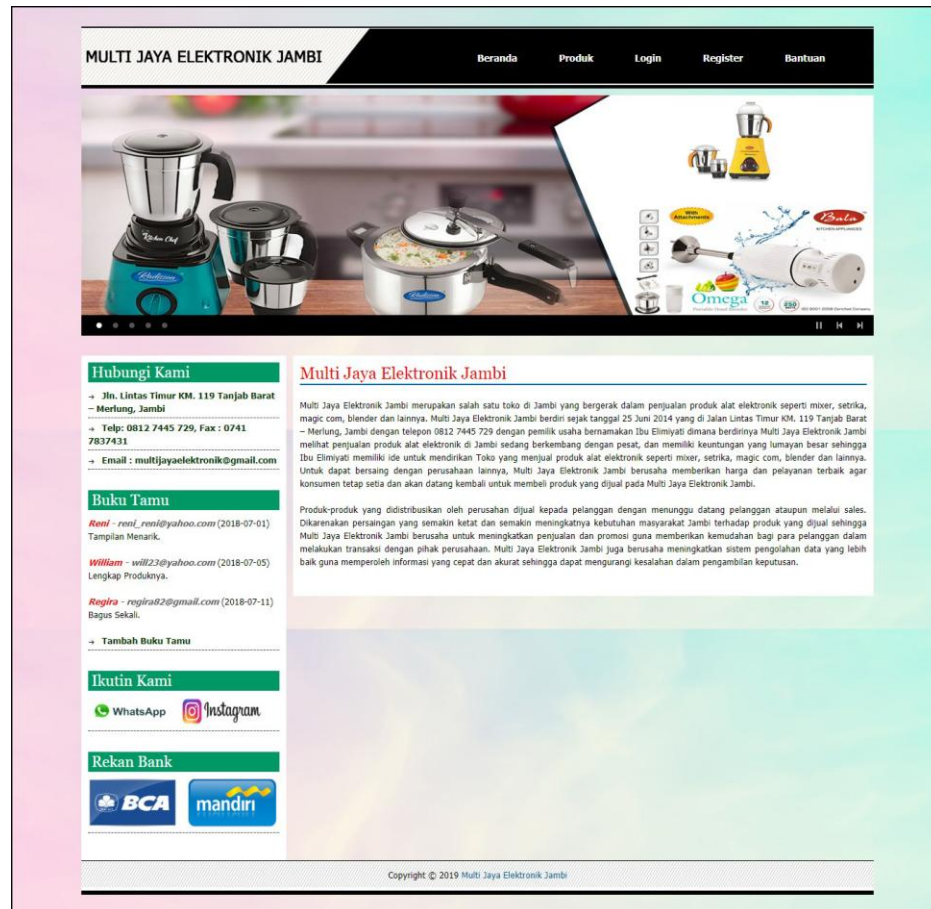 MULTI JAYA ELEKTRONIK JAMBI
Beranda Produk Login Register Bantuan
Kitchen Chef
With
Attachments
Bala
KITCHEN APPLIANCES
Omega
12
250
Hubungi Kami
→ Jln. Lintas Timur KM. 119 Tanjab Barat
– Merlung, Jambi
→ Telp: 0812 7445 729, Fax : 0741
7837431
→ Email : multijayaelektronik@gmail.com
Buku Tamu
Reni - reni_reni@yahoo.com (2018-07-01)
Tampilan Menarik.
William - will23@yahoo.com (2018-07-05)
Lengkap Produknya.
Regira - regira82@gmail.com (2018-07-11)
Bagus Sekali.
→ Tambah Buku Tamu
Ikutin Kami
WhatsApp Instagram
Rekan Bank
BCA mandiri
Multi Jaya Elektronik Jambi
Multi Jaya Elektronik Jambi merupakan salah satu toko di Jambi yang bergerak dalam penjualan produk alat elektronik seperti mixer, setrika,
magic com, blender dan lainnya. Multi Jaya Elektronik Jambi berdiri sejak tanggal 25 Juni 2014 yang di Jalan Lintas Timur KM. 119 Tanjab Barat
– Merlung, Jambi dengan telepon 0812 7445 729 dengan pemilik usaha bernamakan Ibu Elimiyati dimana berdirinya Multi Jaya Elektronik Jambi
melihat penjualan produk alat elektronik di Jambi sedang berkembang dengan pesat, dan memiliki keuntungan yang lumayan besar sehingga
Ibu Elimiyati memiliki ide untuk mendirikan Toko yang menjual produk alat elektronik seperti mixer, setrika, magic com, blender dan lainnya.
Untuk dapat bersaing dengan perusahaan lainnya, Multi Jaya Elektronik Jambi berusaha memberikan harga dan pelayanan terbaik agar
konsumen tetap setia dan akan datang kembali untuk membeli produk yang dijual pada Multi Jaya Elektronik Jambi.
Produk-produk yang didistribusikan oleh perusahan dijual kepada pelanggan dengan menunggu datang pelanggan ataupun melalui sales.
Dikarenakan persaingan yang semakin ketat dan semakin meningkatnya kebutuhan masyarakat Jambi terhadap produk yang dijual sehingga
Multi Jaya Elektronik Jambi berusaha untuk meningkatkan penjualan dan promosi guna memberikan kemudahan bagi para pelanggan dalam
melakukan transaksi dengan pihak perusahaan. Multi Jaya Elektronik Jambi juga berusaha meningkatkan sistem pengolahan data yang lebih
baik guna memperoleh informasi yang cepat dan akurat sehingga dapat mengurangi kesalahan dalam pengambilan keputusan.
Copyright © 2019 Multi Jaya Elektronik Jambi